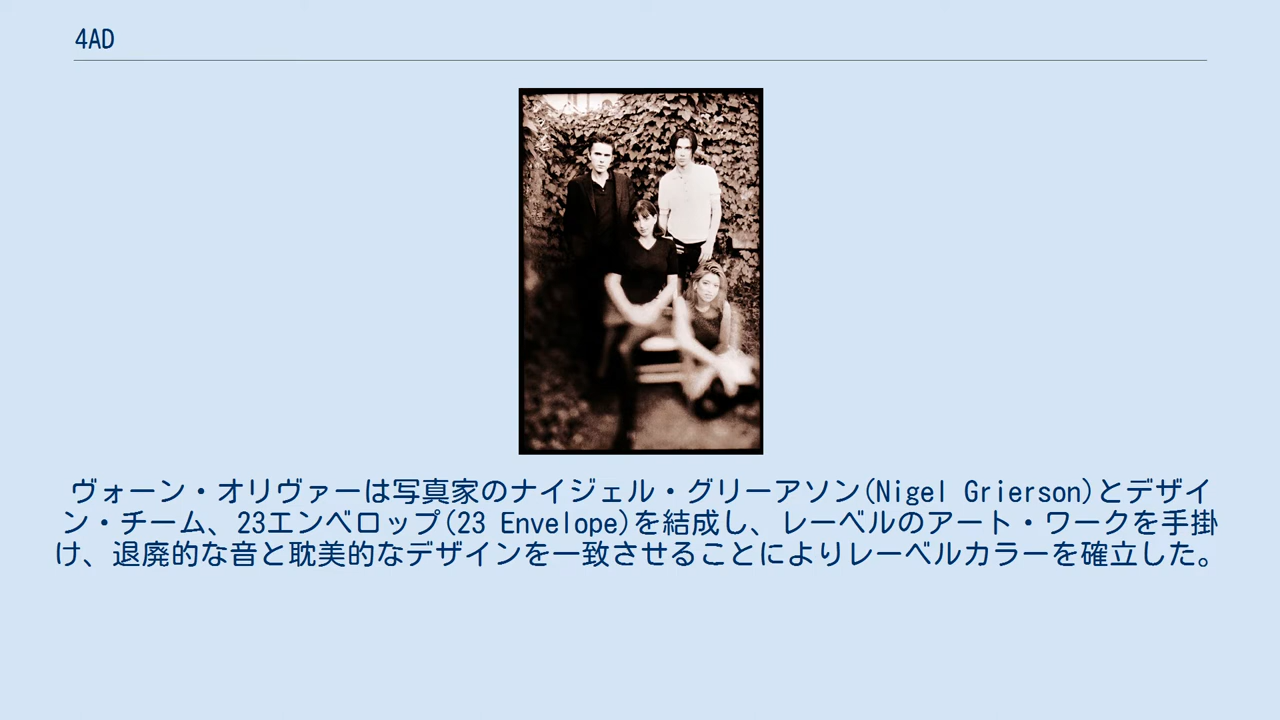 4AD
ヴォーン・オリヴァーは写真家のナイジェル・グリーアソン(Nigel Grierson)とデザイ
ン・チーム、23エンベロップ(23 Envelope)を結成し、レーベルのアート・ワークを手掛
け、退廃的な音と耽美的なデザインを一致させることによりレーベルカラーを確立した。